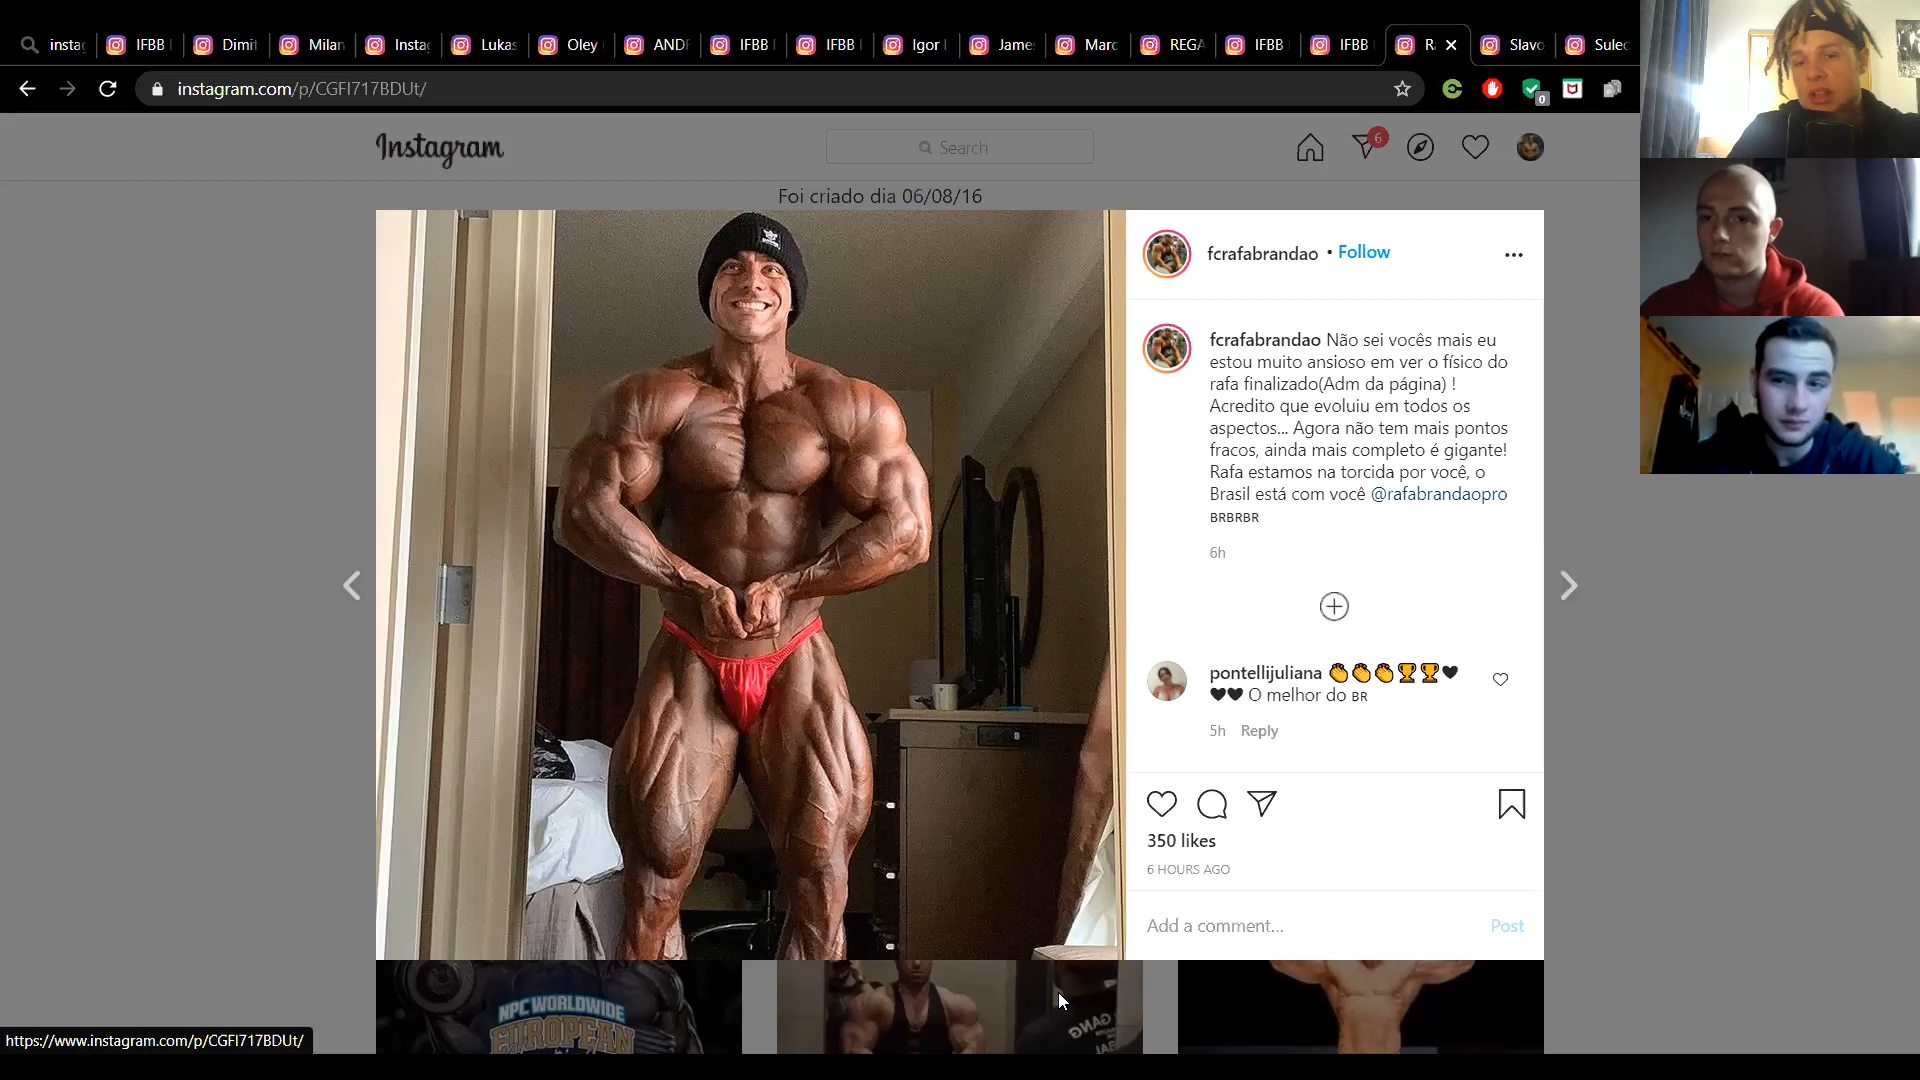 insta
IFBB
Dimit
Milan
Insta
Lukas
Oley
AND
IFBB
IFBB
Igor
Jame
Marc
REGA
IFBB
IFBB
R
Slavo
Suled
instagram.com/p/CGFI717BDUt/
0
Instagram
Search
6
Foi criado dia 06/08/16
fcrafabrandao • Follow
fcrafabrandao Não sei vocês mais eu
estou muito ansioso em ver o físico do
rafa finalizado(Adm da página) !
Acredito que evoluiu em todos os
aspectos... Agora não tem mais pontos
fracos, ainda mais completo é gigante!
Rafa estamos na torcida por você, o
Brasil está com você @rafabrandaopro
BRBRBR
6h
pontellijuliana 👏👏👏🏆🏆🖤
🖤🖤 O melhor do BR
5h Reply
350 likes
6 HOURS AGO
Add a comment...
Post
NPC WORLDWIDE
EUROPEAN
GANG
https://www.instagram.com/p/CGFI717BDUt/